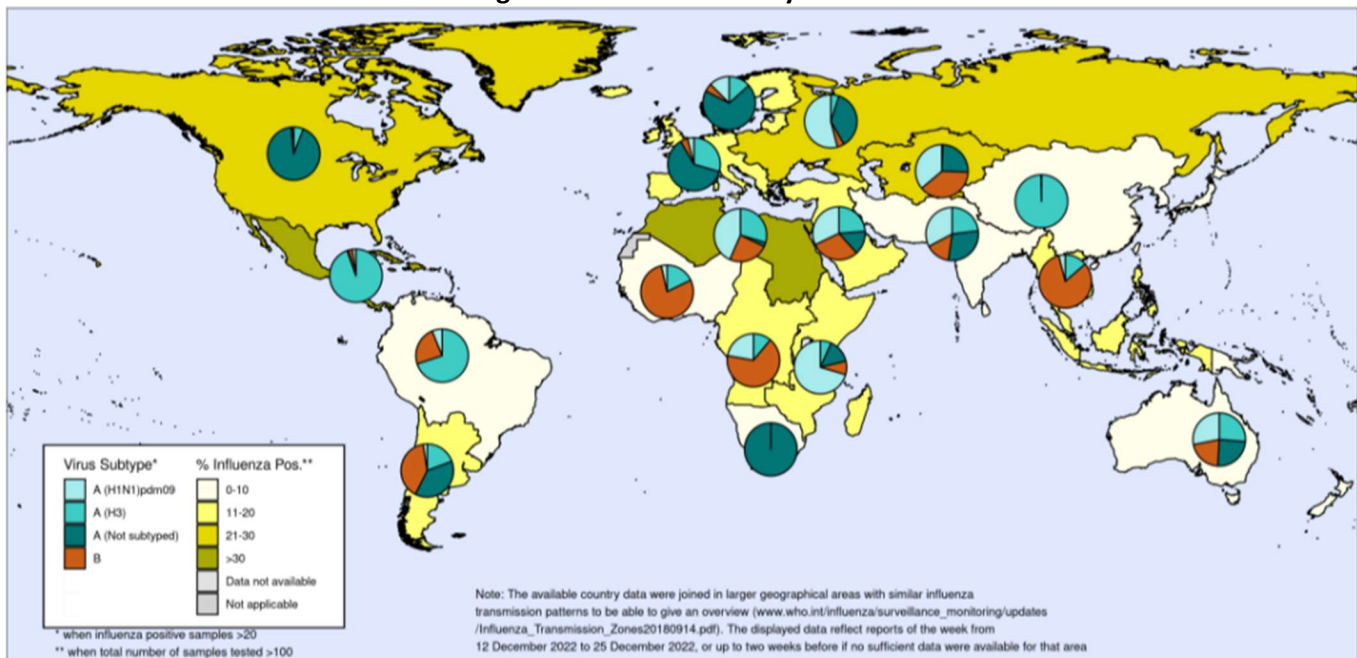 Virus Subtype*
A (H1N1)pdm09
A (H3)
A (Not subtyped)
B
% Influenza Pos.**
0-10
11-20
21-30
>30
Data not available
Not applicable
* when influenza positive samples >20
** when total number of samples tested >100
Note: The available country data were joined in larger geographical areas with similar influenza
transmission patterns to be able to give an overview (www.who.int/influenza/surveillance_monitoring/updates
/Influenza_Transmission_Zones20180914.pdf). The displayed data reflect reports of the week from
12 December 2022 to 25 December 2022, or up to two weeks before if no sufficient data were available for that area